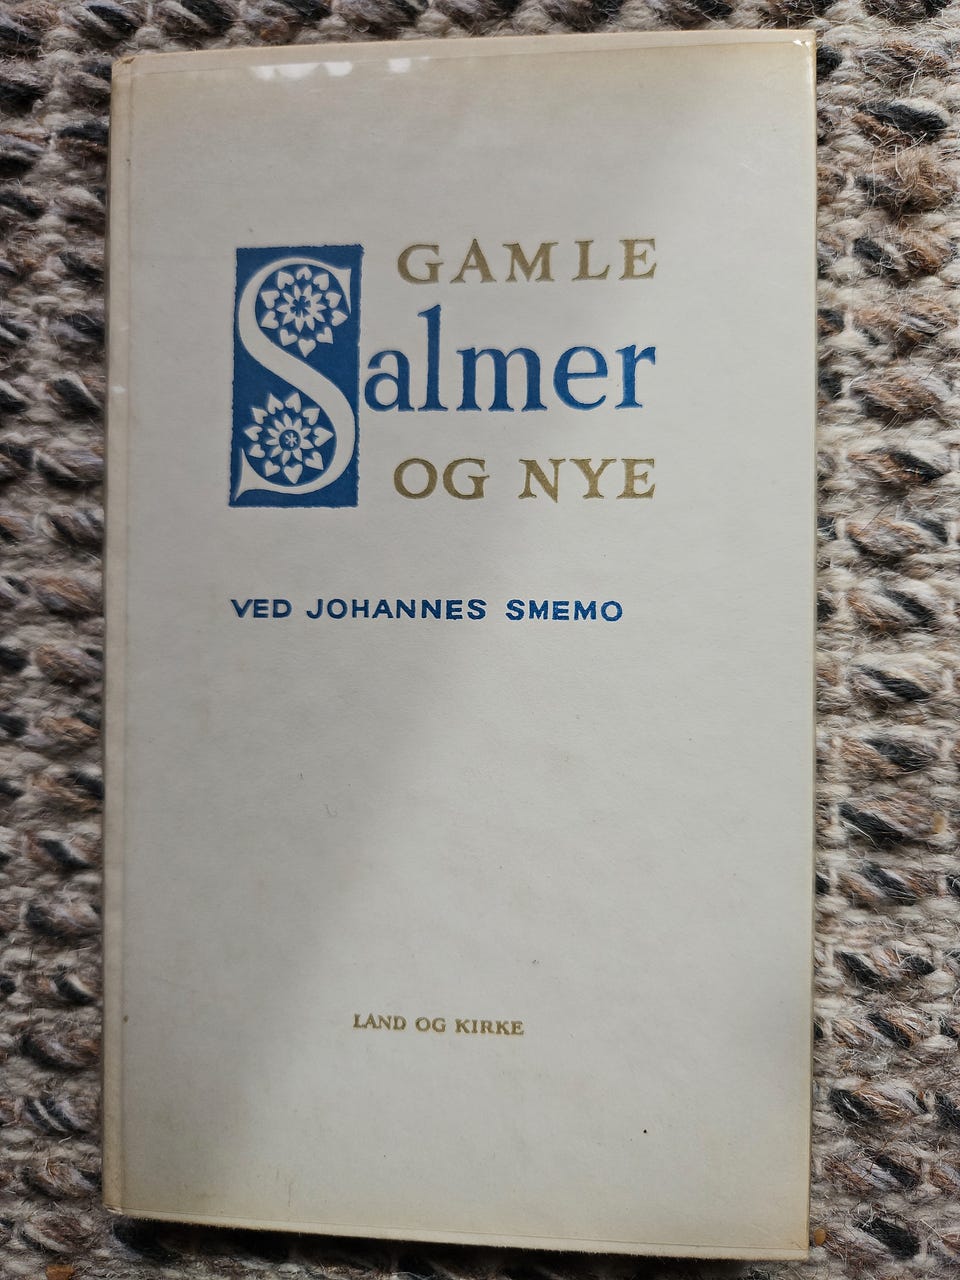 GAMLE
Salmer
OG NYE
VED JOHANNES SMEMO
LAND OG KIRKE